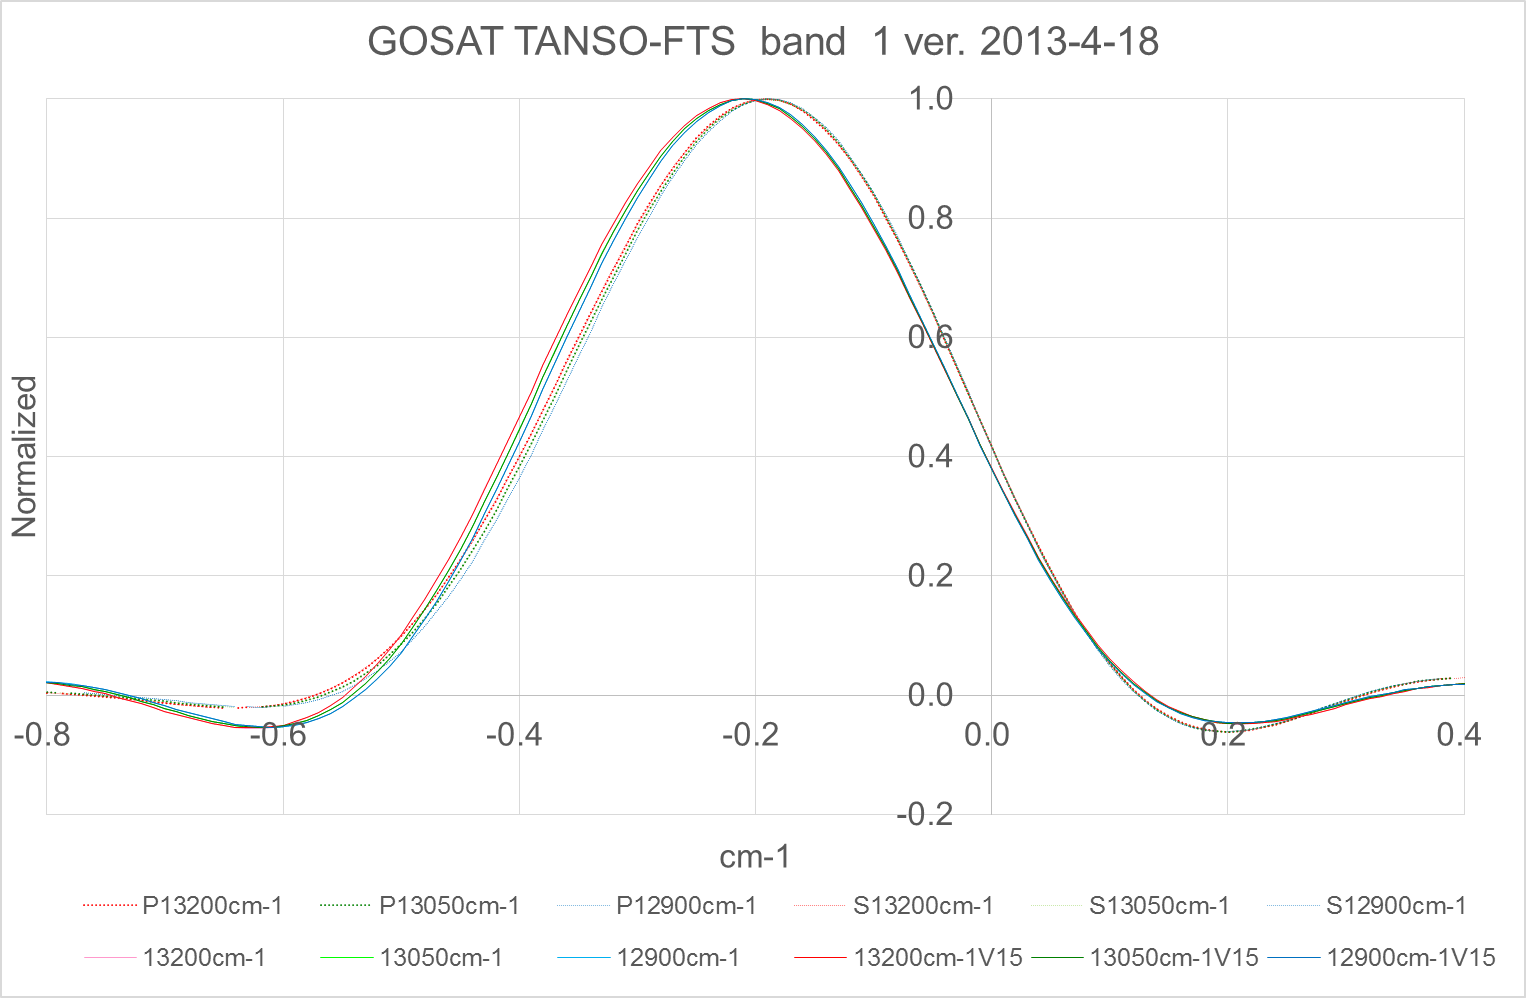 GOSAT TANSO-FTS  band  1 ver. 2013-4-18
1.0
0.8
0.6
0.4
0.2
0.0
-0.2
-0.8
-0.6
-0.4
-0.2
0.0
0.2
0.4
Normalized
cm-1
P13200cm-1 P13050cm-1 P12900cm-1 S13200cm-1 S13050cm-1 S12900cm-1
13200cm-1 13050cm-1 12900cm-1 13200cm-1V15 13050cm-1V15 12900cm-1V15